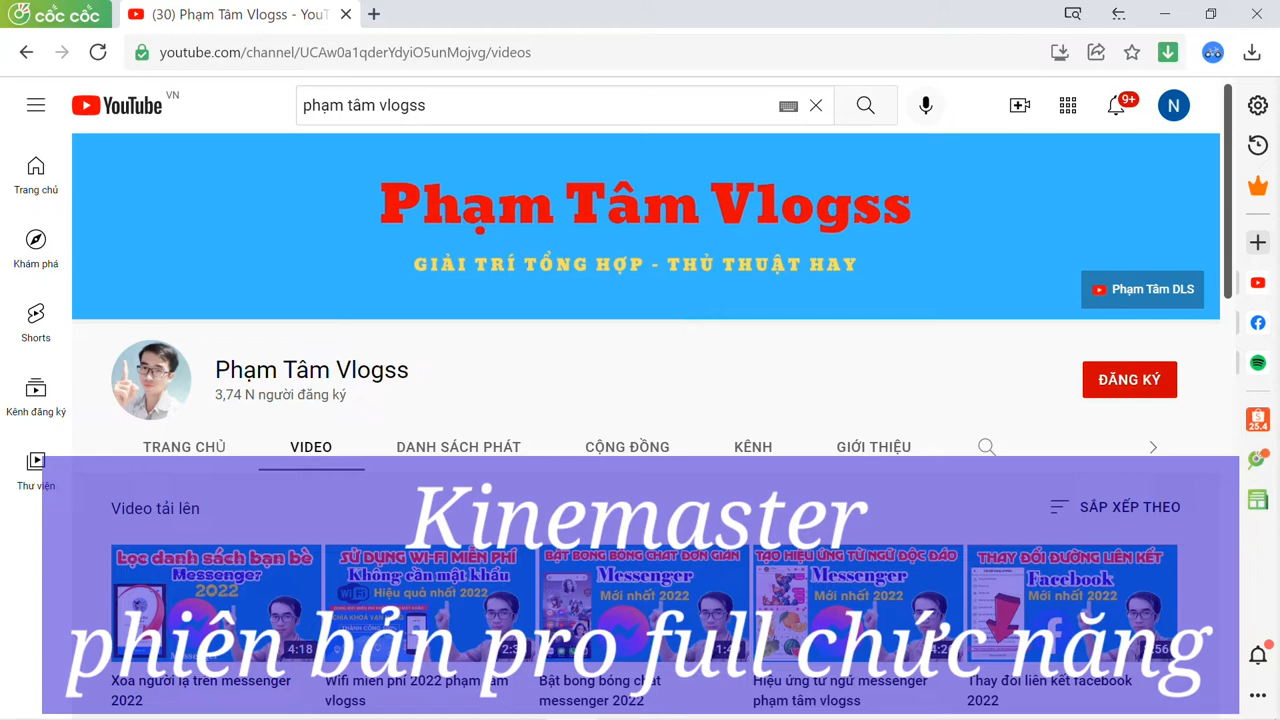 cốc cốc
(30) Phạm Tâm Vlogss - YouT
youtube.com/channel/UCAw0a1qderYdyiO5unMojvg/videos
YouTube VN
phạm tâm vlogss
9+
N
Trang chủ
Khám phá
Shorts
Kênh đăng ký
Thư viện
Phạm Tâm Vlogss
GIẢI TRÍ TỔNG HỢP - THỦ THUẬT HAY
Phạm Tâm DLS
Phạm Tâm Vlogss
3,74 N người đăng ký
ĐĂNG KÝ
TRANG CHỦ VIDEO DANH SÁCH PHÁT CỘNG ĐỒNG KÊNH GIỚI THIỆU
25.4
Video tải lên
SẮP XẾP THEO
Kinemaster
phiên bản pro full chức năng
Lọc danh sách bạn bè
Messenger
2022
4:18
Xóa người lạ trên messenger
2022
SỬ DỤNG WI-FI MIỄN PHÍ
Không cần mật khẩu
Hiệu quả nhất 2022
Wifi miễn phí 2022 phạm tâm
vlogss
BẬT BONG BÓNG CHAT ĐƠN GIẢN
Messenger
Mới nhất 2022
Bật bong bóng chat
messenger 2022
TẠO HIỆU ỨNG TỪ NGỮ ĐỘC ĐÁO
Messenger
Mới nhất 2022
Hiệu ứng từ ngữ messenger
phạm tâm vlogss
THAY ĐỔI ĐƯỜNG LIÊN KẾT
Facebook
Mới nhất 2022
Thay đổi liên kết facebook
2022